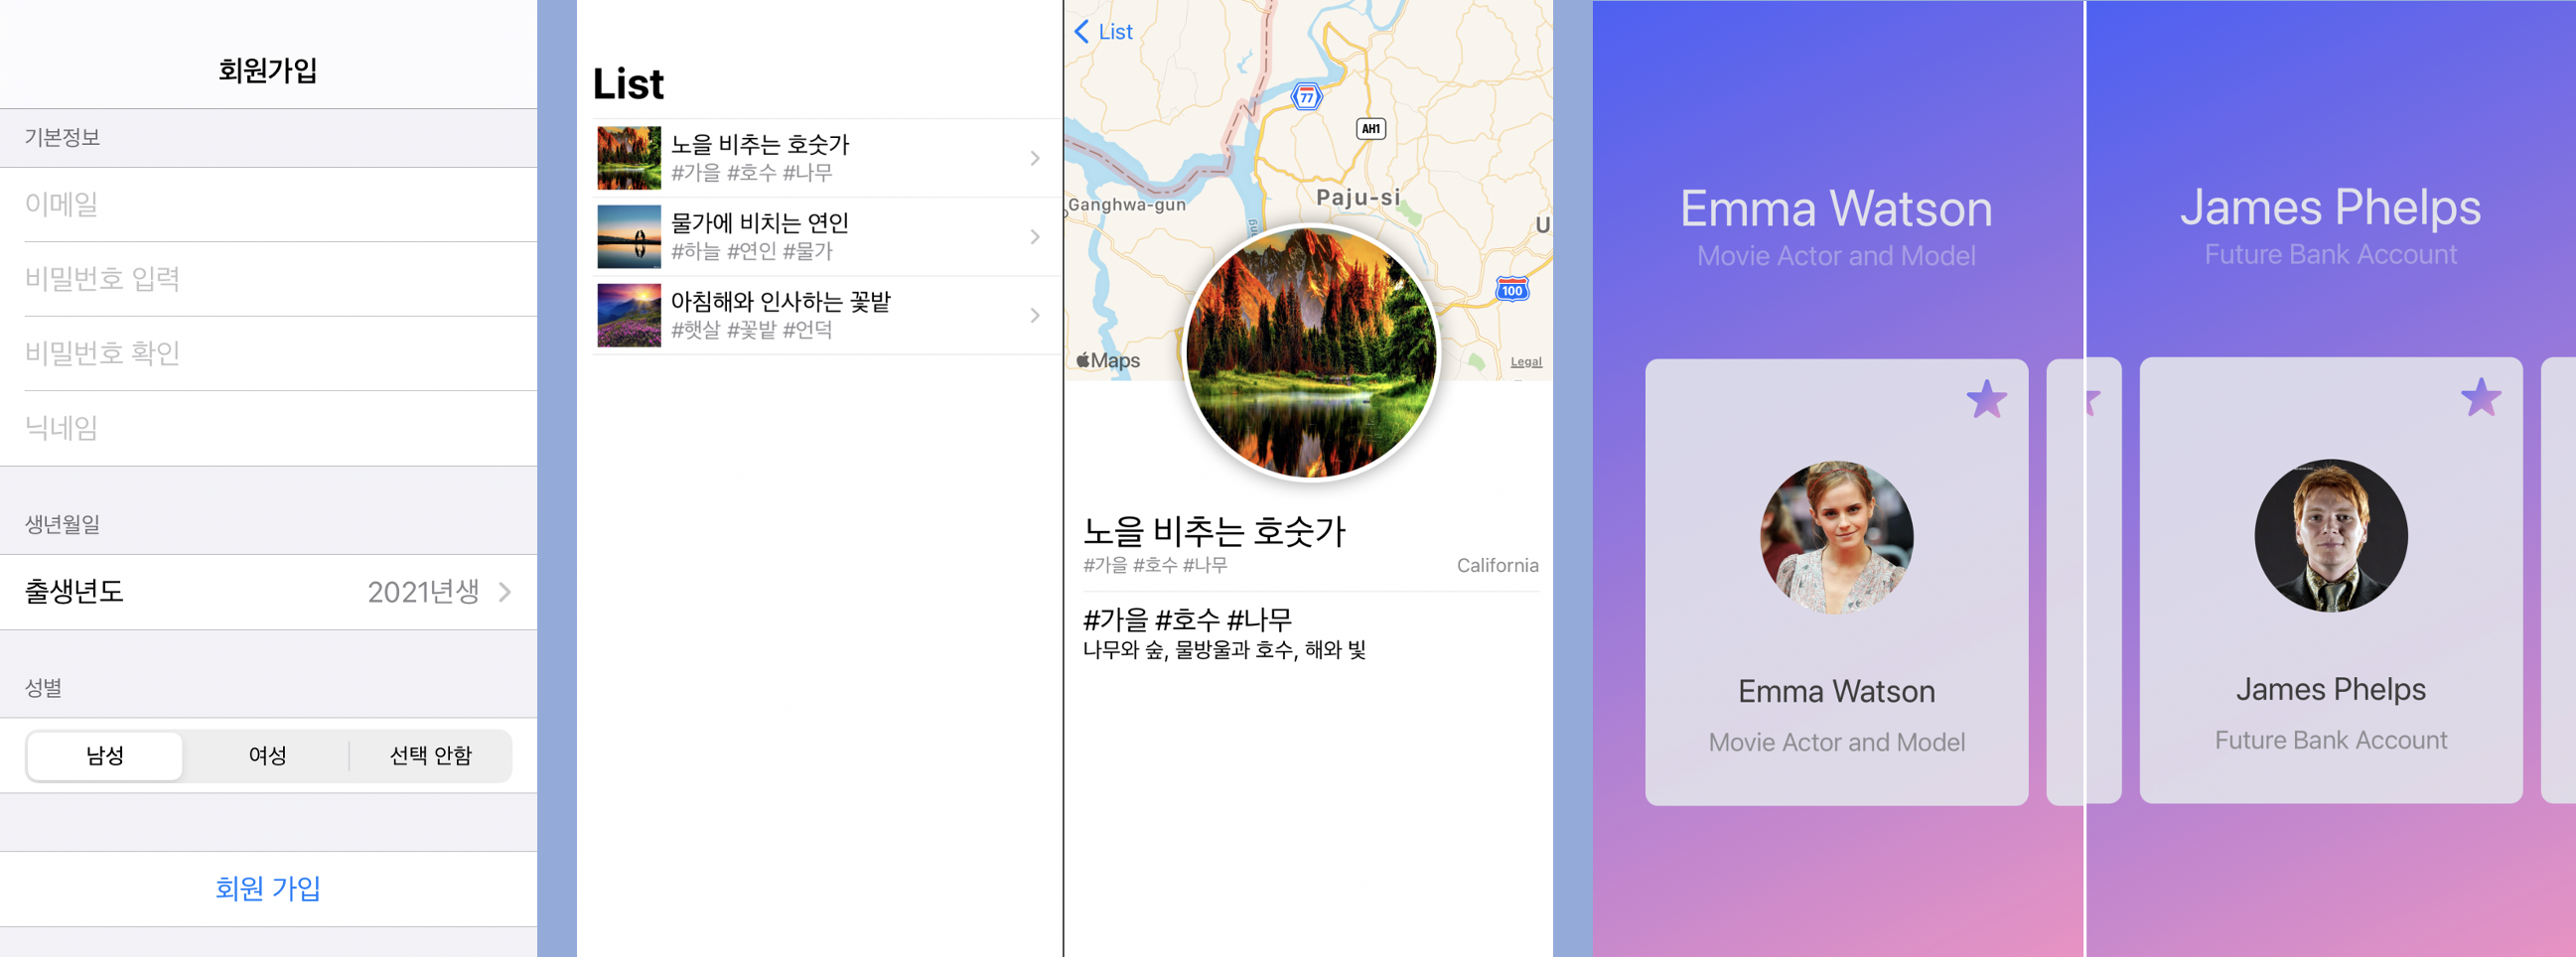 회원가입
기본정보
이메일
비밀번호 입력
비밀번호 확인
닉네임
생년월일
출생년도 2021년생
성별
남성 여성 선택 안함
회원 가입
List
노을 비추는 호숫가
#가을 #호수 #나무
물가에 비치는 연인
#하늘 #연인 #물가
아침해와 인사하는 꽃밭
#햇살 #꽃밭 #언덕
List
77
AH1
Paju-si
Ganghwa-gun
U
100
Maps
Legal
노을 비추는 호숫가
#가을 #호수 #나무 California
#가을 #호수 #나무
나무와 숲, 물방울과 호수, 해와 빛
Emma Watson
Movie Actor and Model
Emma Watson
Movie Actor and Model
James Phelps
Future Bank Account
James Phelps
Future Bank Account